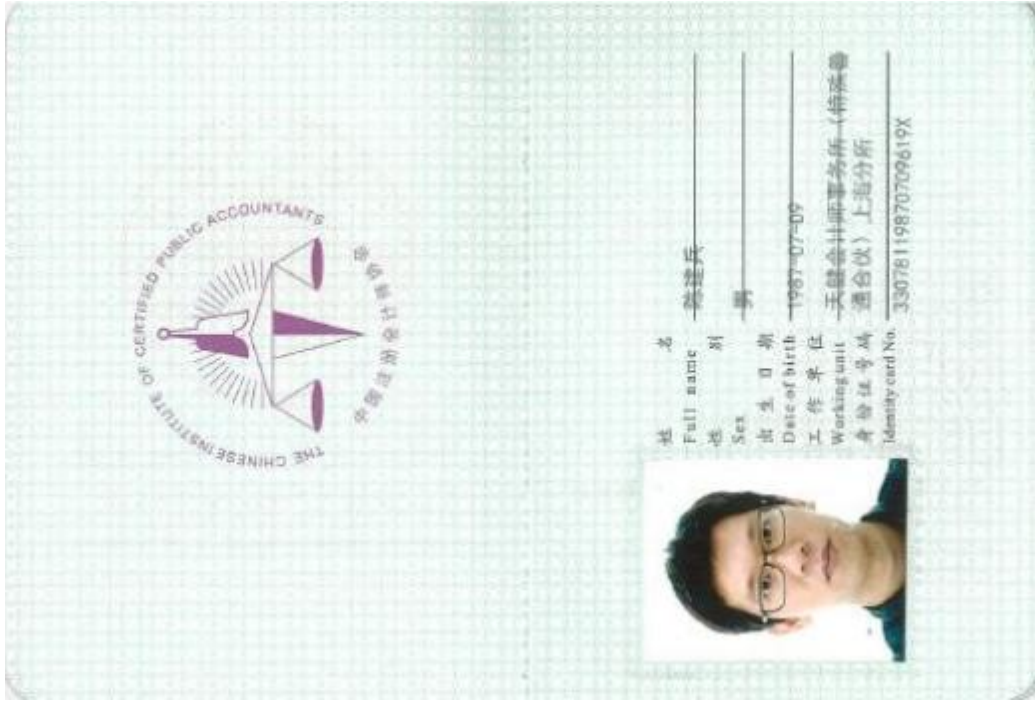 THE CHINESE INSTITUTE OF CERTIFIED PUBLIC ACCOUNTANTS
中国注册会计师协会
姓 名 陈建兵
Full name
性 别 男
Sex
出生日期 1987-07-09
Date of birth
工作单位 天健会计师事务所（特殊普
Working unit 通合伙）上海分所
身份证号码
Identity card No. 33078119870709619X